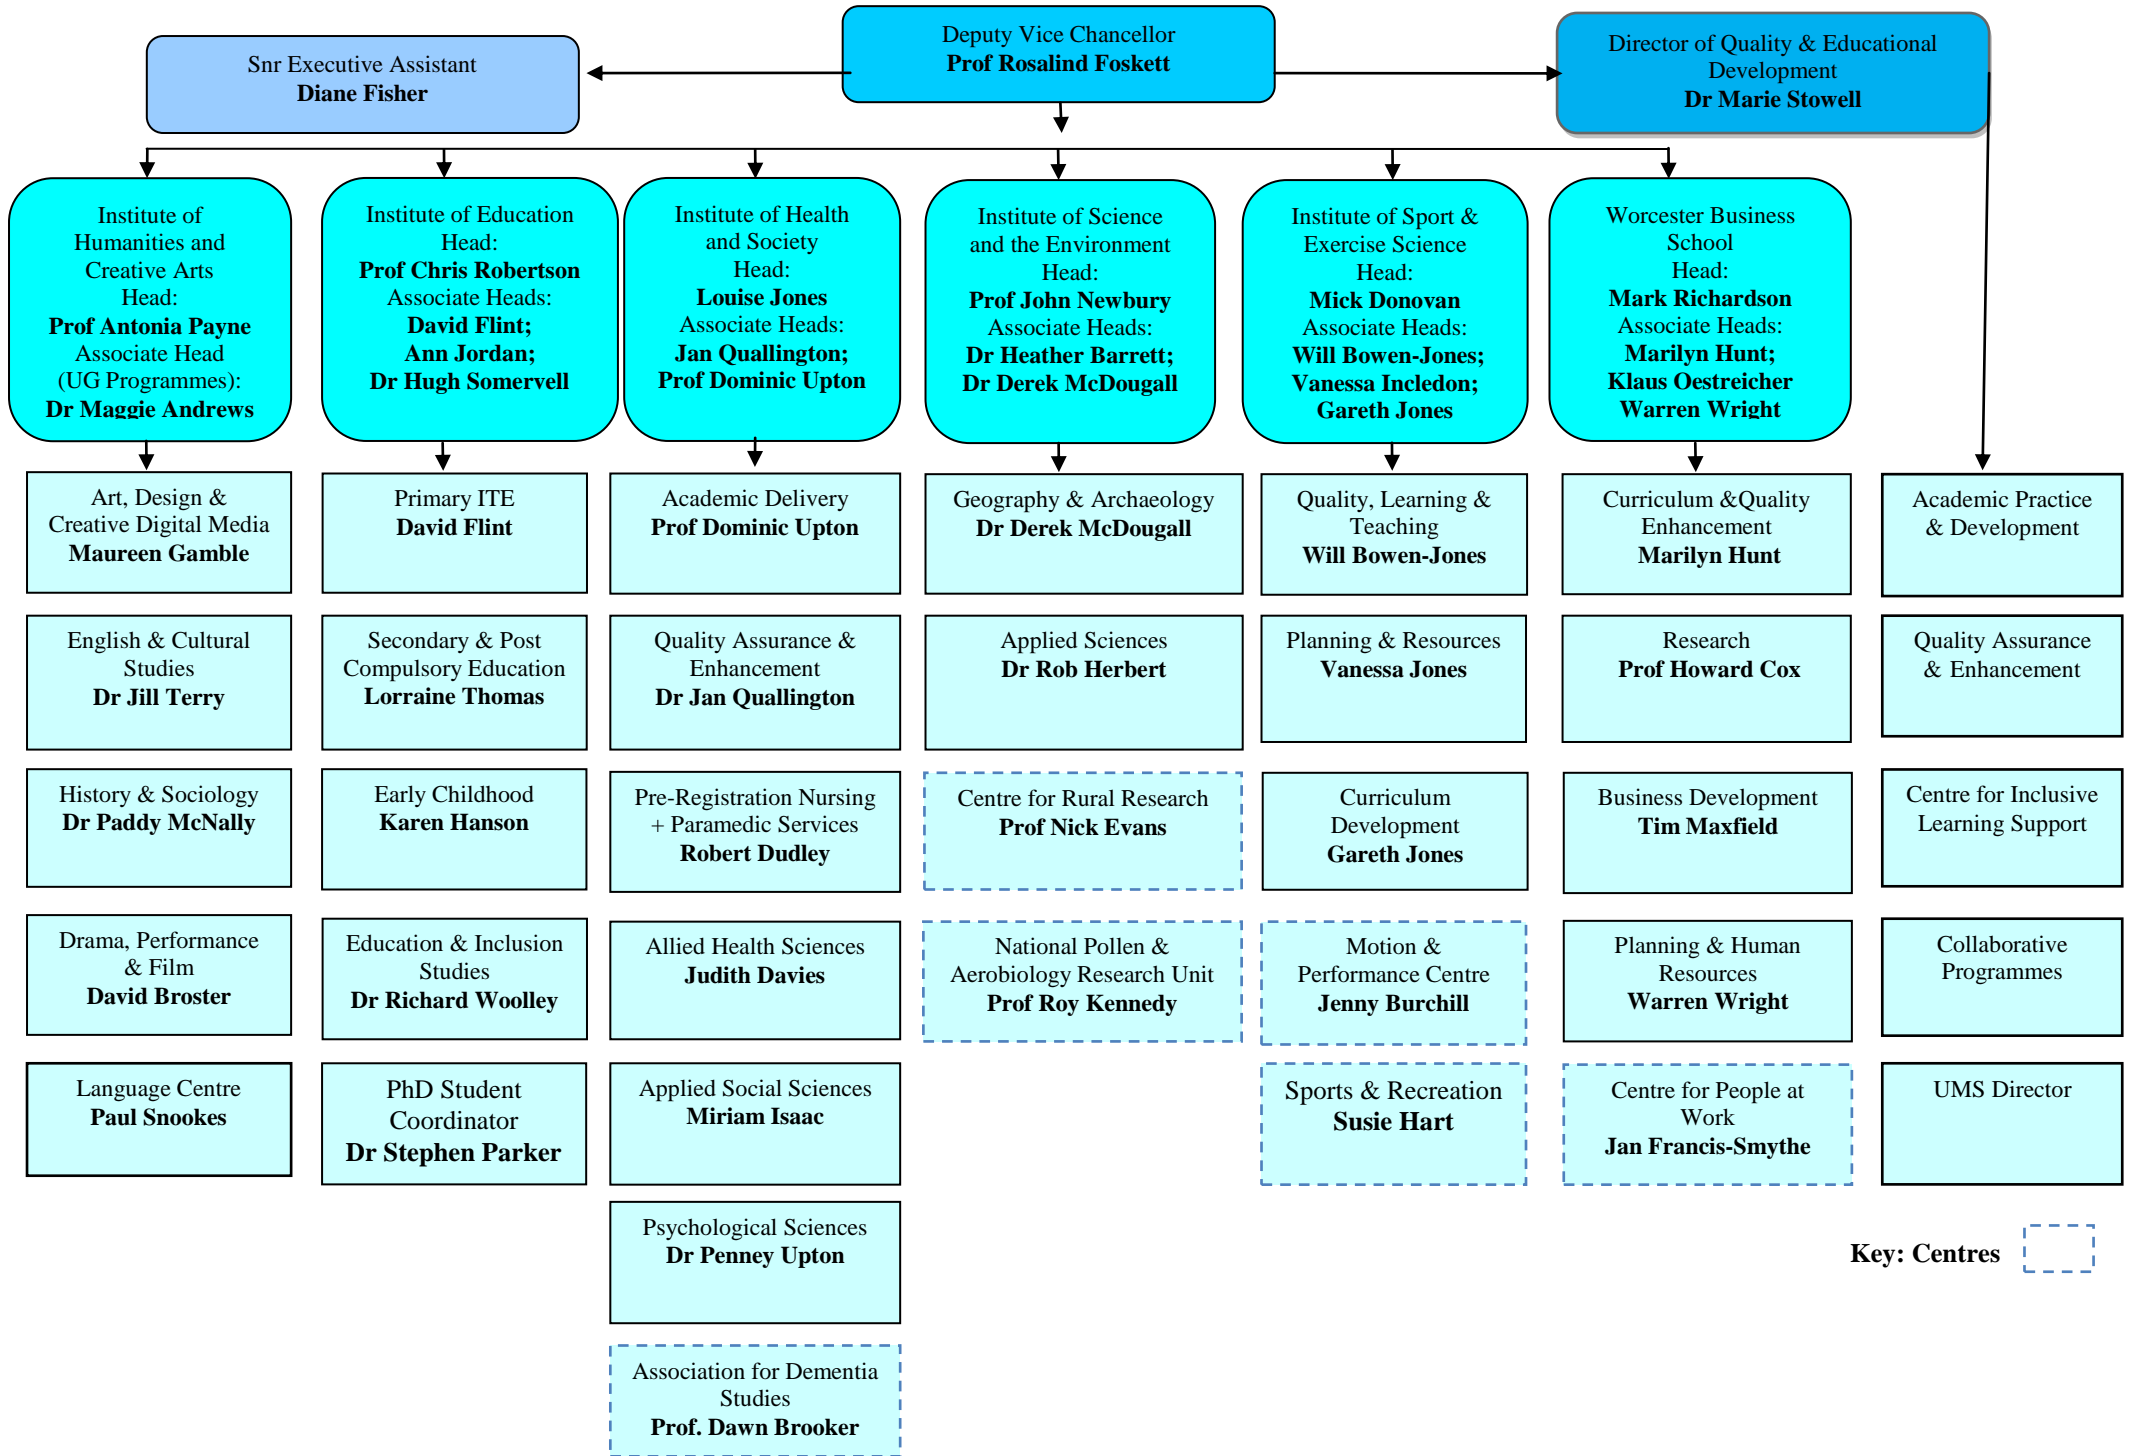 Snr Executive Assistant
Diane Fisher
Deputy Vice Chancellor
Prof Rosalind Foskett
Director of Quality & Educational
Development
Dr Marie Stowell
Institute of
Humanities and
Creative Arts
Head:
Prof Antonia Payne
Associate Head
(UG Programmes):
Dr Maggie Andrews
Institute of Education
Head:
Prof Chris Robertson
Associate Heads:
David Flint;
Ann Jordan;
Dr Hugh Somervell
Institute of Health
and Society
Head:
Louise Jones
Associate Heads:
Jan Quallington;
Prof Dominic Upton
Institute of Science
and the Environment
Head:
Prof John Newbury
Associate Heads:
Dr Heather Barrett;
Dr Derek McDougall
Institute of Sport &
Exercise Science
Head:
Mick Donovan
Associate Heads:
Will Bowen-Jones;
Vanessa Incledon;
Gareth Jones
Worcester Business
School
Head:
Mark Richardson
Associate Heads:
Marilyn Hunt;
Klaus Oestreicher
Warren Wright
Art, Design &
Creative Digital Media
Maureen Gamble
Primary ITE
David Flint
Academic Delivery
Prof Dominic Upton
Geography & Archaeology
Dr Derek McDougall
Quality, Learning &
Teaching
Will Bowen-Jones
Curriculum &Quality
Enhancement
Marilyn Hunt
Academic Practice
& Development
English & Cultural
Studies
Dr Jill Terry
Secondary & Post
Compulsory Education
Lorraine Thomas
Quality Assurance &
Enhancement
Dr Jan Quallington
Applied Sciences
Dr Rob Herbert
Planning & Resources
Vanessa Jones
Research
Prof Howard Cox
Quality Assurance
& Enhancement
History & Sociology
Dr Paddy McNally
Early Childhood
Karen Hanson
Pre-Registration Nursing
+ Paramedic Services
Robert Dudley
Centre for Rural Research
Prof Nick Evans
Curriculum
Development
Gareth Jones
Business Development
Tim Maxfield
Centre for Inclusive
Learning Support
Drama, Performance
& Film
David Broster
Education & Inclusion
Studies
Dr Richard Woolley
Allied Health Sciences
Judith Davies
National Pollen &
Aerobiology Research Unit
Prof Roy Kennedy
Motion &
Performance Centre
Jenny Burchill
Planning & Human
Resources
Warren Wright
Collaborative
Programmes
Language Centre
Paul Snookes
PhD Student
Coordinator
Dr Stephen Parker
Applied Social Sciences
Miriam Isaac
Sports & Recreation
Susie Hart
Centre for People at
Work
Jan Francis-Smythe
UMS Director
Psychological Sciences
Dr Penney Upton
Key: Centres
Association for Dementia
Studies
Prof. Dawn Brooker